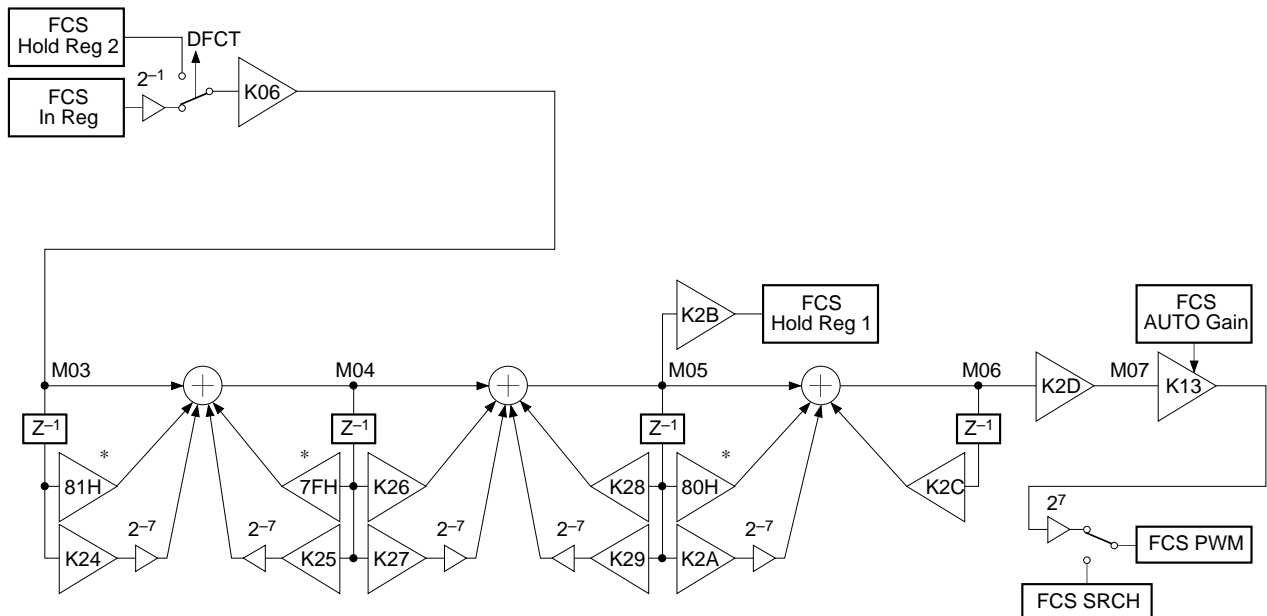 FCS
Hold Reg 2
DFCT
2–1
FCS
In Reg
K06
K2B
FCS
Hold Reg 1
FCS
AUTO Gain
M03
M04
M05
M06
K2D
M07
K13
Z–1
Z–1
Z–1
Z–1
*
*
*
81H
7FH
K26
K28
80H
K2C
2–7
2–7
2–7
2–7
2–7
K24
K25
K27
K29
K2A
27
FCS PWM
FCS SRCH